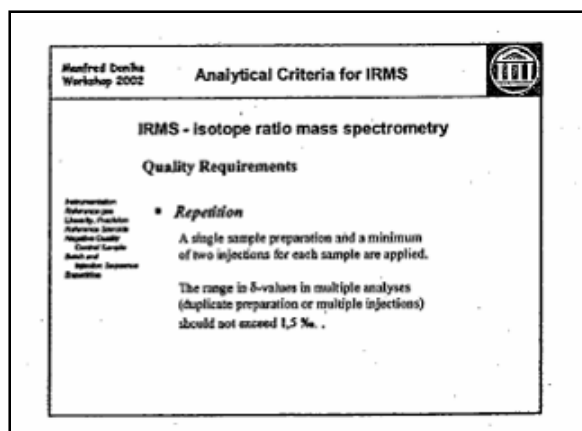 Manfred Donike
Workshop 2002
Analytical Criteria for IRMS
IRMS - Isotope ratio mass spectrometry
Quality Requirements
Instrumentation
Reference gas
Linearity, Precision
Reference Steroids
Negative Quality
Control Sample
Batch and
Injection Sequence
Repetition
▪ Repetition
A single sample preparation and a minimum
of two injections for each sample are applied.
The range in δ-values in multiple analyses
(duplicate preparation or multiple injections)
should not exceed 1,5 ‰. .